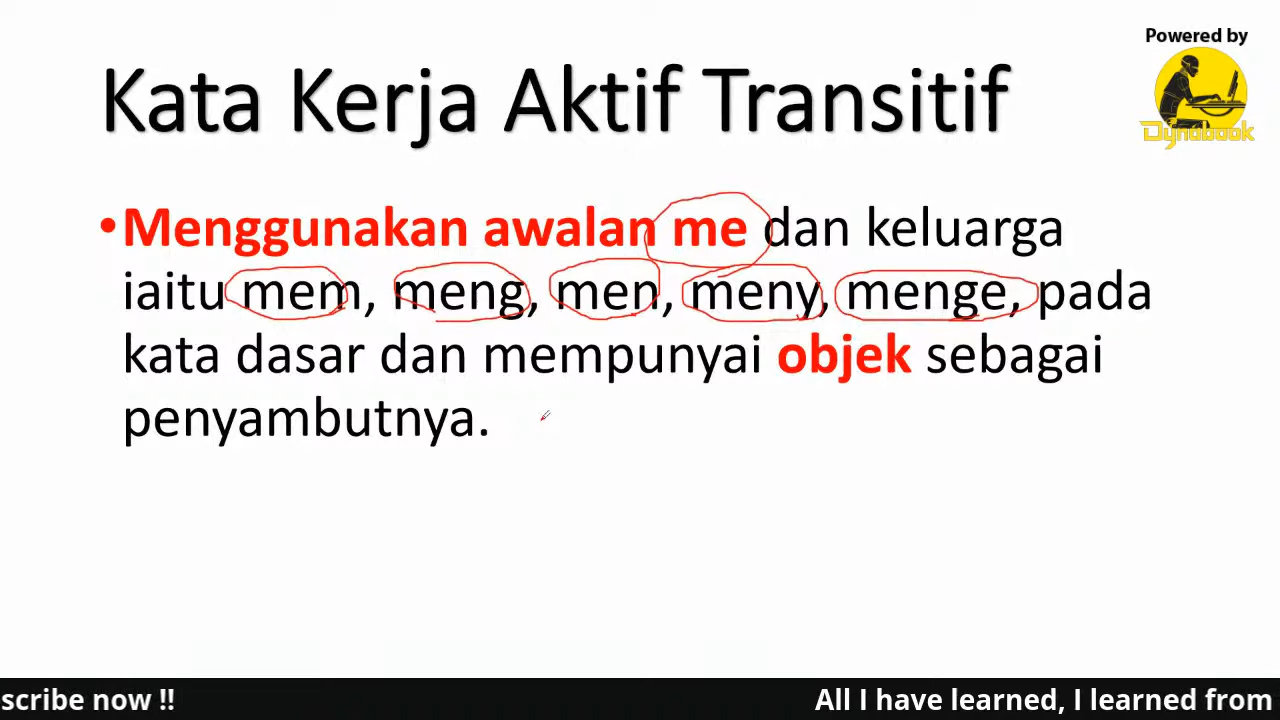 Powered by
Dynobook
Kata Kerja Aktif Transitif
•Menggunakan awalan me dan keluarga
iaitu mem, meng, men, meny, menge, pada
kata dasar dan mempunyai objek sebagai
penyambutnya.
scribe now !! All I have learned, I learned from